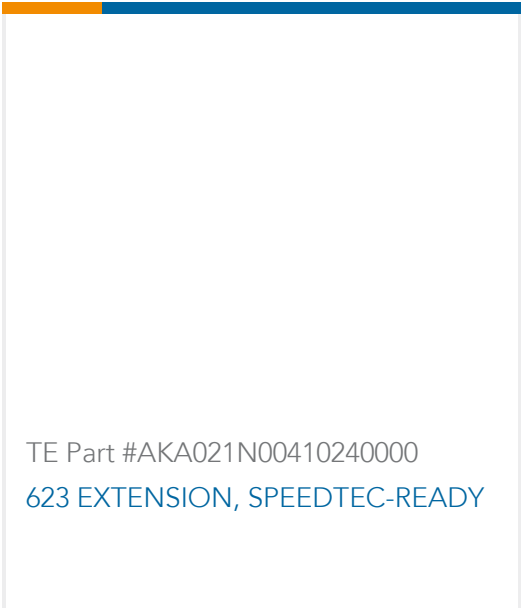 TE Part #AKA021N00410240000
623 EXTENSION, SPEEDTEC-READY